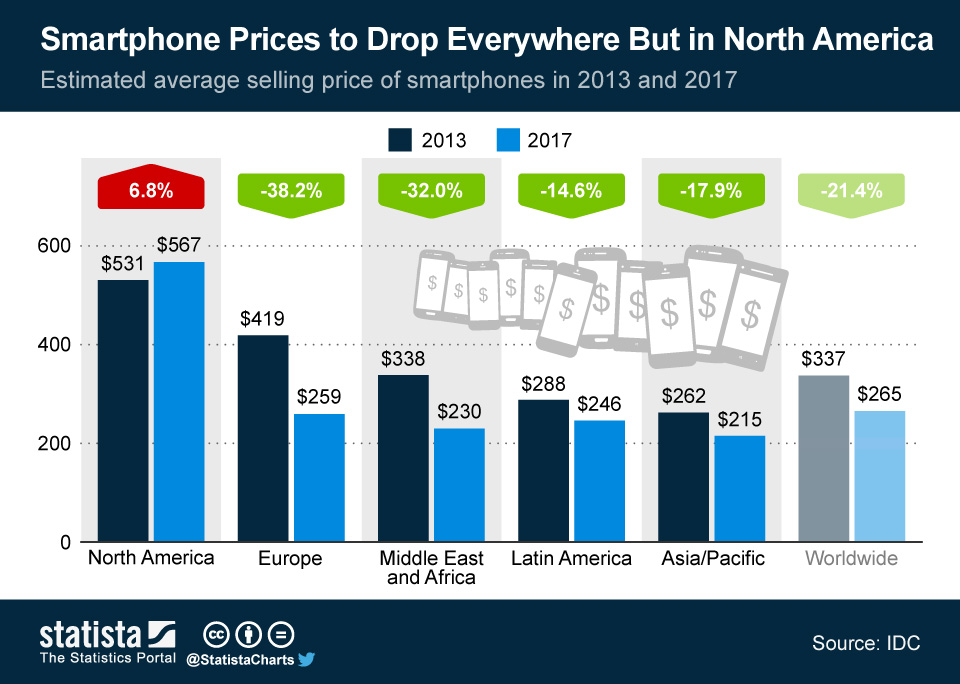 Smartphone Prices to Drop Everywhere But in North America
Estimated average selling price of smartphones in 2013 and 2017
2013 2017
6.8% -38.2% -32.0% -14.6% -17.9% -21.4%
600
400
200
0
$531 $567
$419 $259
$338 $230
$288 $246
$262 $215
$337 $265
$ $ $ $ $ $ $ $ $ $ $
North America Europe Middle East Latin America Asia/Pacific Worldwide
and Africa
statista
The Statistics Portal
cc
@StatistaCharts
Source: IDC